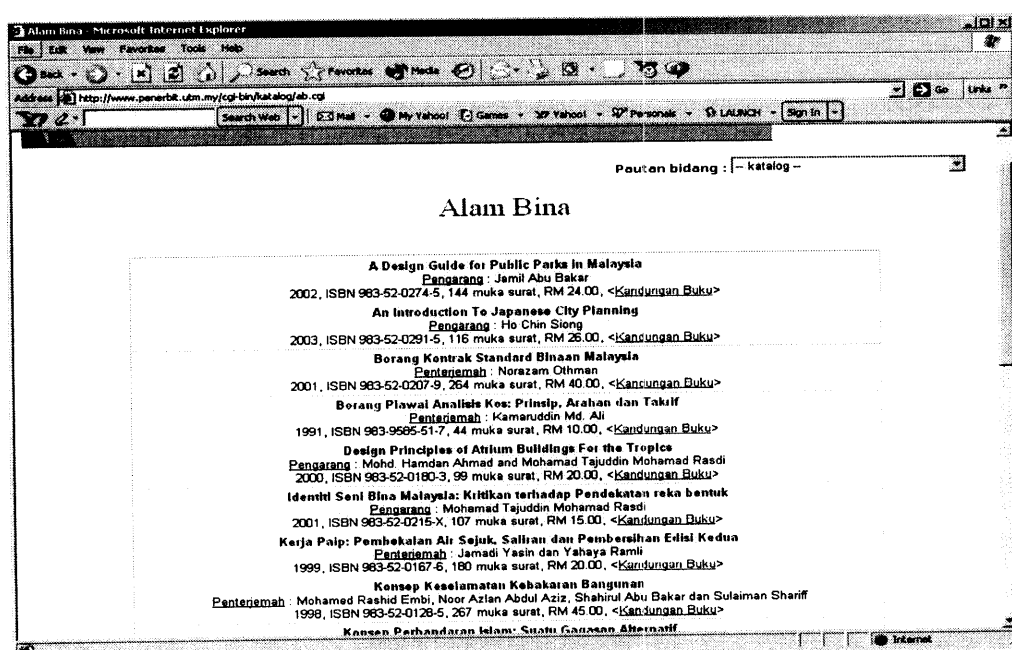 Alam Bina - Microsoft Internet Explorer
File Edit View Favorites Tools Help
Back Search Favorites Media
Address http://www.penerbit.utm.my/cgi-bin/katalog/ab.cgi Go Links »
Y7 Search Web Mail My Yahoo! Games Yahoo! Personals LAUNCH Sign In
Pautan bidang : -- katalog --
Alam Bina
A Design Guide for Public Parks in Malaysia
Pengarang : Jamil Abu Bakar
2002, ISBN 983-52-0274-5, 144 muka surat, RM 24.00, <Kandungan Buku>
An Introduction To Japanese City Planning
Pengarang : Ho Chin Siong
2003, ISBN 983-52-0291-5, 116 muka surat, RM 26.00, <Kandungan Buku>
Borang Kontrak Standard Binaan Malaysia
Penterjemah : Norazam Othman
2001, ISBN 983-52-0207-9, 264 muka surat, RM 40.00, <Kandungan Buku>
Borang Piawai Analisis Kos: Prinsip, Arahan dan Takrif
Penterjemah : Kamaruddin Md. Ali
1991, ISBN 983-9585-51-7, 44 muka surat, RM 10.00, <Kandungan Buku>
Design Principles of Atrium Buildings For the Tropics
Pengarang : Mohd. Hamdan Ahmad and Mohamad Tajuddin Mohamad Rasdi
2000, ISBN 983-52-0180-3, 99 muka surat, RM 20.00, <Kandungan Buku>
Identiti Seni Bina Malaysia: Kritikan terhadap Pendekatan reka bentuk
Pengarang : Mohamad Tajuddin Mohamad Rasdi
2001, ISBN 983-52-0215-X, 107 muka surat, RM 15.00, <Kandungan Buku>
Kerja Paip: Pembekalan Air Sejuk, Saliran dan Pembersihan Edisi Kedua
Penterjemah : Jamadi Yasin dan Yahaya Ramli
1999, ISBN 983-52-0167-6, 180 muka surat, RM 20.00, <Kandungan Buku>
Konsep Keselamatan Kebakaran Bangunan
Penterjemah : Mohamed Rashid Embi, Noor Azlan Abdul Aziz, Shahirul Abu Bakar dan Sulaiman Shariff
1998, ISBN 983-52-0128-5, 267 muka surat, RM 45.00, <Kandungan Buku>
Konsep Perbandaran Islam: Suatu Gagasan Alternatif
Internet